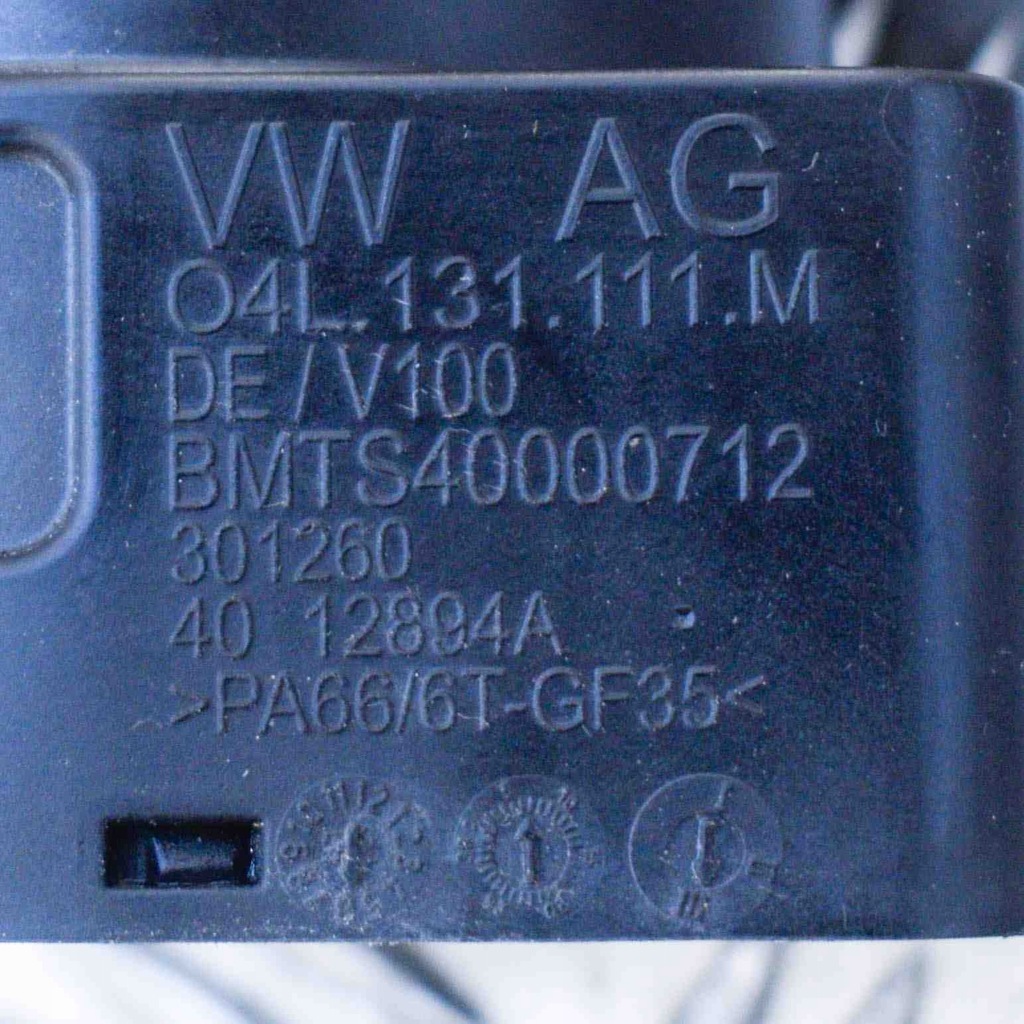 VW AG
04L.131.111.M
DE/V100
BMTS40000712
301260
40 12894A
>PA66/6T-GF35<